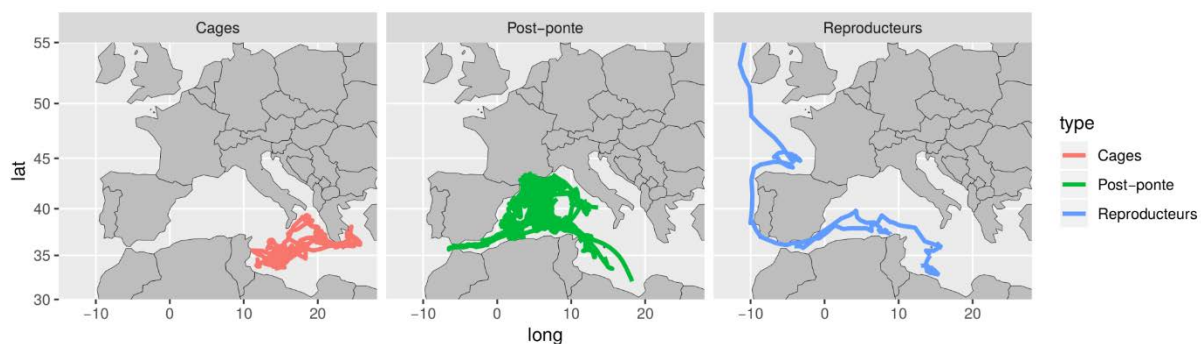 Cages Post-ponte Reproducteurs
55
50
45
40
35
30
lat
type
Cages
Post-ponte
Reproducteurs
−10 0 10 20 −10 0 10 20 −10 0 10 20
long